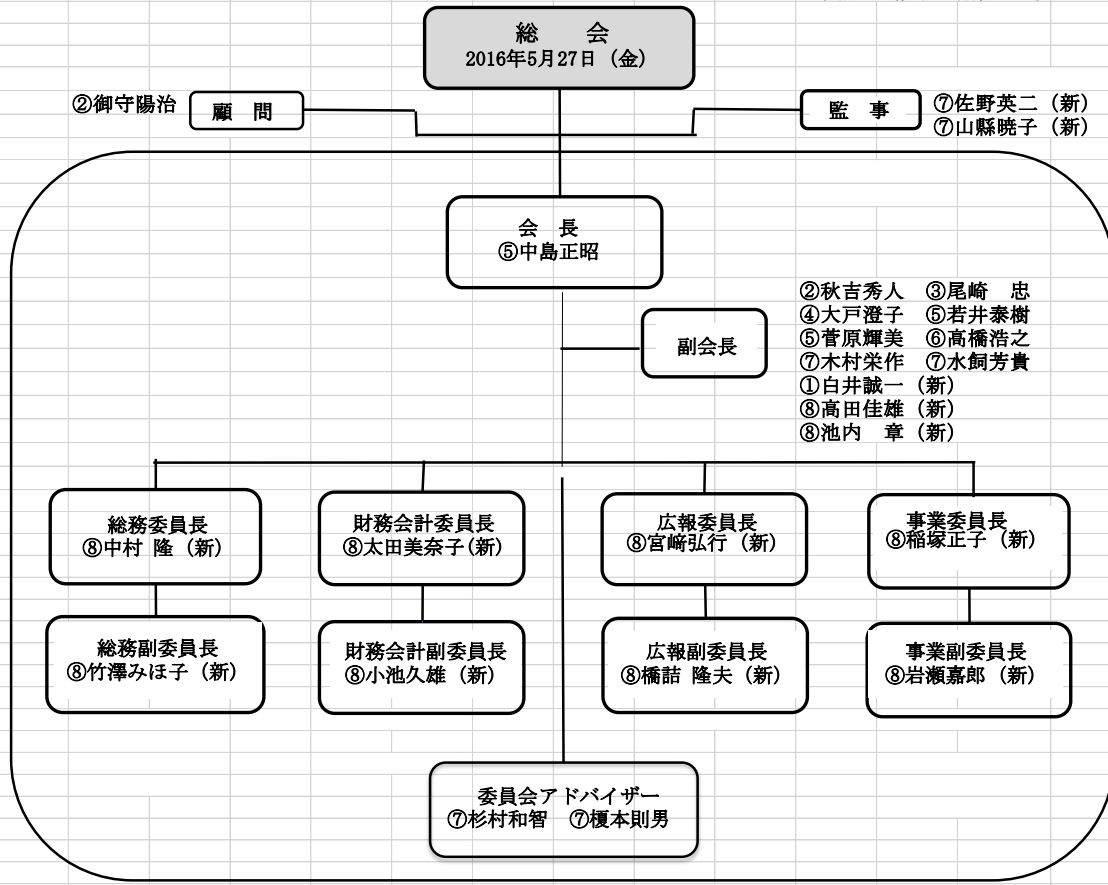 総　会
2016年5月27日（金）
②御守陽治
顧　問
監　事
⑦佐野英二（新）
⑦山縣暁子（新）
会　長
⑤中島正昭
副会長
②秋吉秀人　③尾崎　忠
④大戸澄子　⑤若井泰樹
⑤菅原輝美　⑥高橋浩之
⑦木村栄作　⑦水飼芳貴
①白井誠一（新）
⑧高田佳雄（新）
⑧池内　章（新）
総務委員長
⑧中村 隆（新）
財務会計委員長
⑧太田美奈子(新)
広報委員長
⑧宮﨑弘行（新）
事業委員長
⑧稲塚正子（新）
総務副委員長
⑧竹澤みほ子（新）
財務会計副委員長
⑧小池久雄（新）
広報副委員長
⑧橋詰 隆夫（新）
事業副委員長
⑧岩瀬嘉郎（新）
委員会アドバイザー
⑦杉村和智　⑦榎本則男